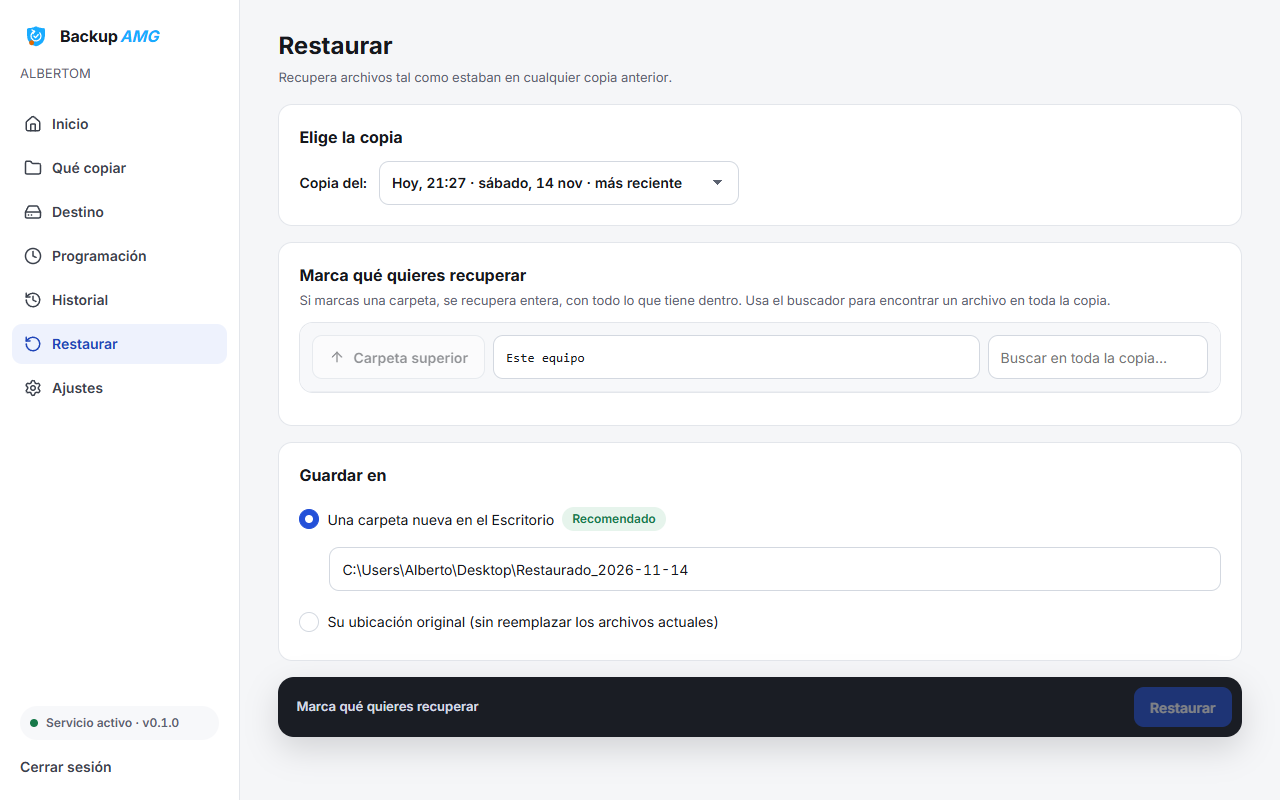 Backup AMG
ALBERTOM
Inicio
Qué copiar
Destino
Programación
Historial
Restaurar
Ajustes
Servicio activo · v0.1.0
Cerrar sesión
Restaurar
Recupera archivos tal como estaban en cualquier copia anterior.
Elige la copia
Copia del: Hoy, 21:27 · sábado, 14 nov · más reciente
Marca qué quieres recuperar
Si marcas una carpeta, se recupera entera, con todo lo que tiene dentro. Usa el buscador para encontrar un archivo en toda la copia.
Carpeta superior Este equipo Buscar en toda la copia...
Guardar en
Una carpeta nueva en el Escritorio Recomendado
C:\Users\Alberto\Desktop\Restaurado_2026-11-14
Su ubicación original (sin reemplazar los archivos actuales)
Marca qué quieres recuperar Restaurar